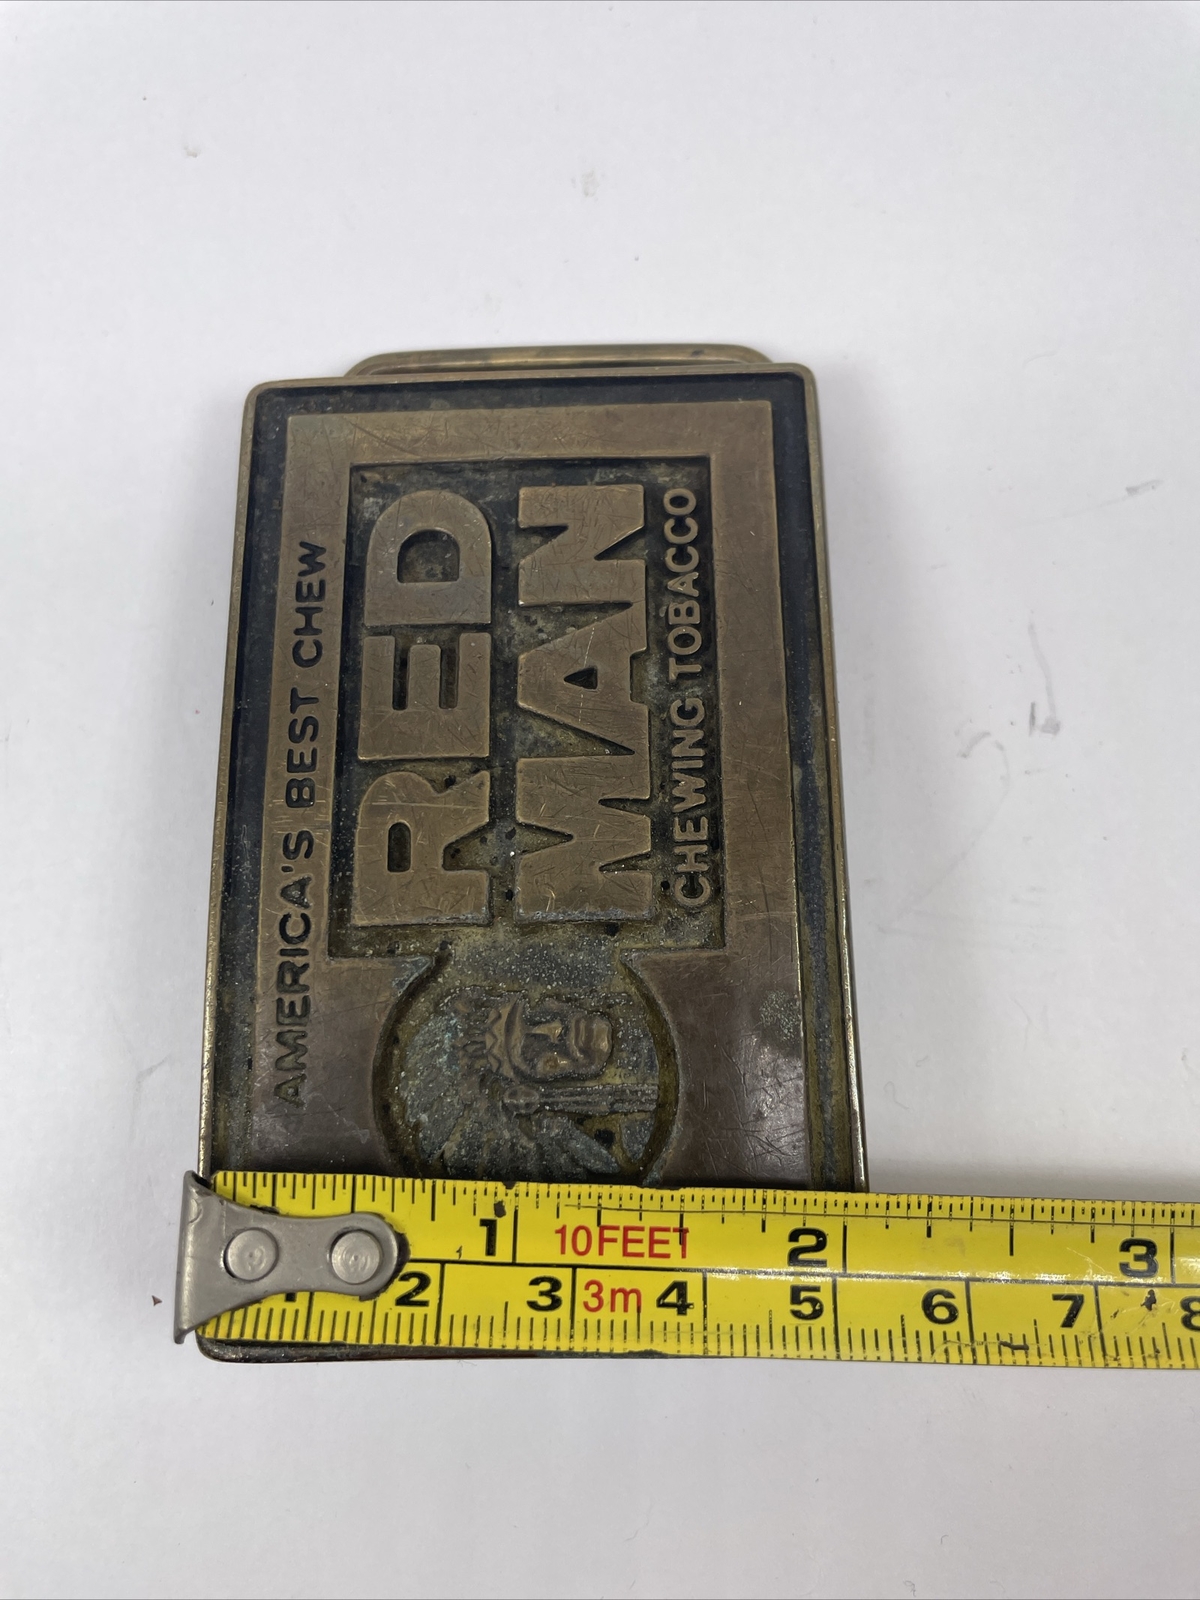 AMERICA'S BEST CHEW
RED
MAN
CHEWING TOBACCO
1 10FEET 2 3
1 2 3 3m 4 5 6 7 8